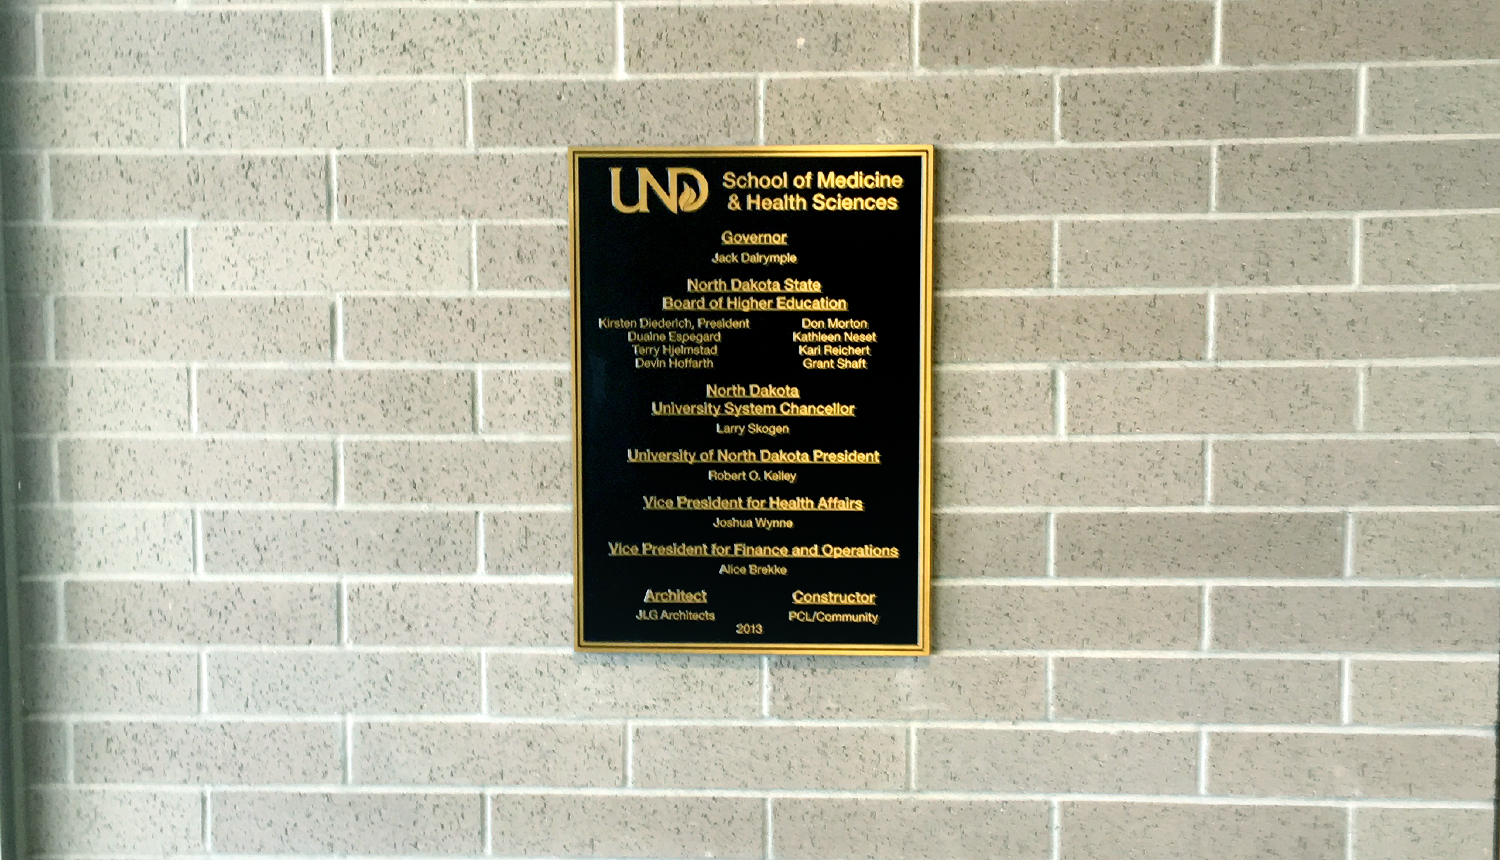 UND School of Medicine
& Health Sciences
Governor
Jack Dalrymple
North Dakota State
Board of Higher Education
Kirsten Diederich, President Don Morton
Duaine Espegard Kathleen Neset
Terry Hjelmstad Kari Reichert
Devin Hoffarth Grant Shaft
North Dakota
University System Chancellor
Larry Skogen
University of North Dakota President
Robert O. Kelley
Vice President for Health Affairs
Joshua Wynne
Vice President for Finance and Operations
Alice Brekke
Architect Constructor
JLG Architects PCL/Community
2013